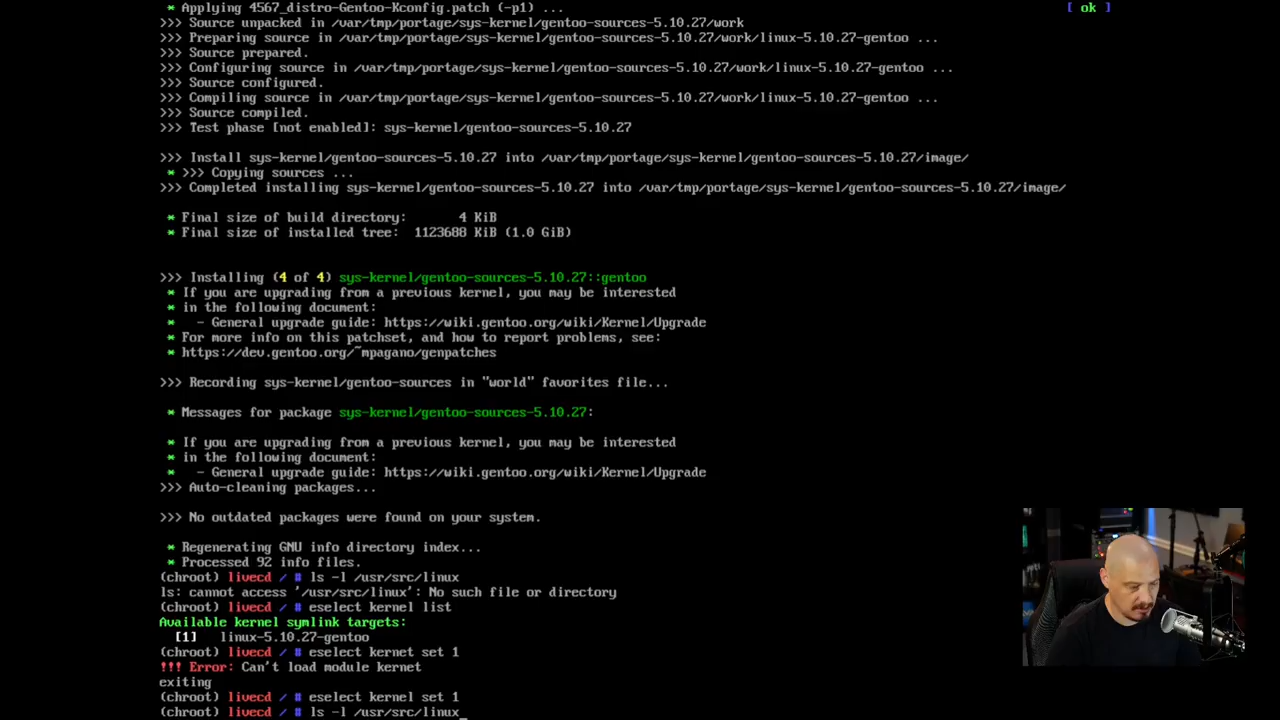 * Applying 4567_distro-Gentoo-Kconfig.patch (-p1) ... [ ok ]
>>> Source unpacked in /var/tmp/portage/sys-kernel/gentoo-sources-5.10.27/work
>>> Preparing source in /var/tmp/portage/sys-kernel/gentoo-sources-5.10.27/work/linux-5.10.27-gentoo ...
>>> Source prepared.
>>> Configuring source in /var/tmp/portage/sys-kernel/gentoo-sources-5.10.27/work/linux-5.10.27-gentoo ...
>>> Source configured.
>>> Compiling source in /var/tmp/portage/sys-kernel/gentoo-sources-5.10.27/work/linux-5.10.27-gentoo ...
>>> Source compiled.
>>> Test phase [not enabled]: sys-kernel/gentoo-sources-5.10.27
>>> Install sys-kernel/gentoo-sources-5.10.27 into /var/tmp/portage/sys-kernel/gentoo-sources-5.10.27/image/
* >>> Copying sources ...
>>> Completed installing sys-kernel/gentoo-sources-5.10.27 into /var/tmp/portage/sys-kernel/gentoo-sources-5.10.27/image/
* Final size of build directory: 4 KiB
* Final size of installed tree: 1123688 KiB (1.0 GiB)
>>> Installing (4 of 4) sys-kernel/gentoo-sources-5.10.27::gentoo
* If you are upgrading from a previous kernel, you may be interested
* in the following document:
* - General upgrade guide: https://wiki.gentoo.org/wiki/Kernel/Upgrade
* For more info on this patchset, and how to report problems, see:
* https://dev.gentoo.org/~mpagano/genpatches
>>> Recording sys-kernel/gentoo-sources in "world" favorites file...
* Messages for package sys-kernel/gentoo-sources-5.10.27:
* If you are upgrading from a previous kernel, you may be interested
* in the following document:
* - General upgrade guide: https://wiki.gentoo.org/wiki/Kernel/Upgrade
>>> Auto-cleaning packages...
>>> No outdated packages were found on your system.
* Regenerating GNU info directory index...
* Processed 92 info files.
(chroot) livecd / # ls -l /usr/src/linux
ls: cannot access '/usr/src/linux': No such file or directory
(chroot) livecd / # eselect kernel list
Available kernel symlink targets:
[1] linux-5.10.27-gentoo
(chroot) livecd / # eselect kernet set 1
!!! Error: Can't load module kernet
exiting
(chroot) livecd / # eselect kernel set 1
(chroot) livecd / # ls -l /usr/src/linux_